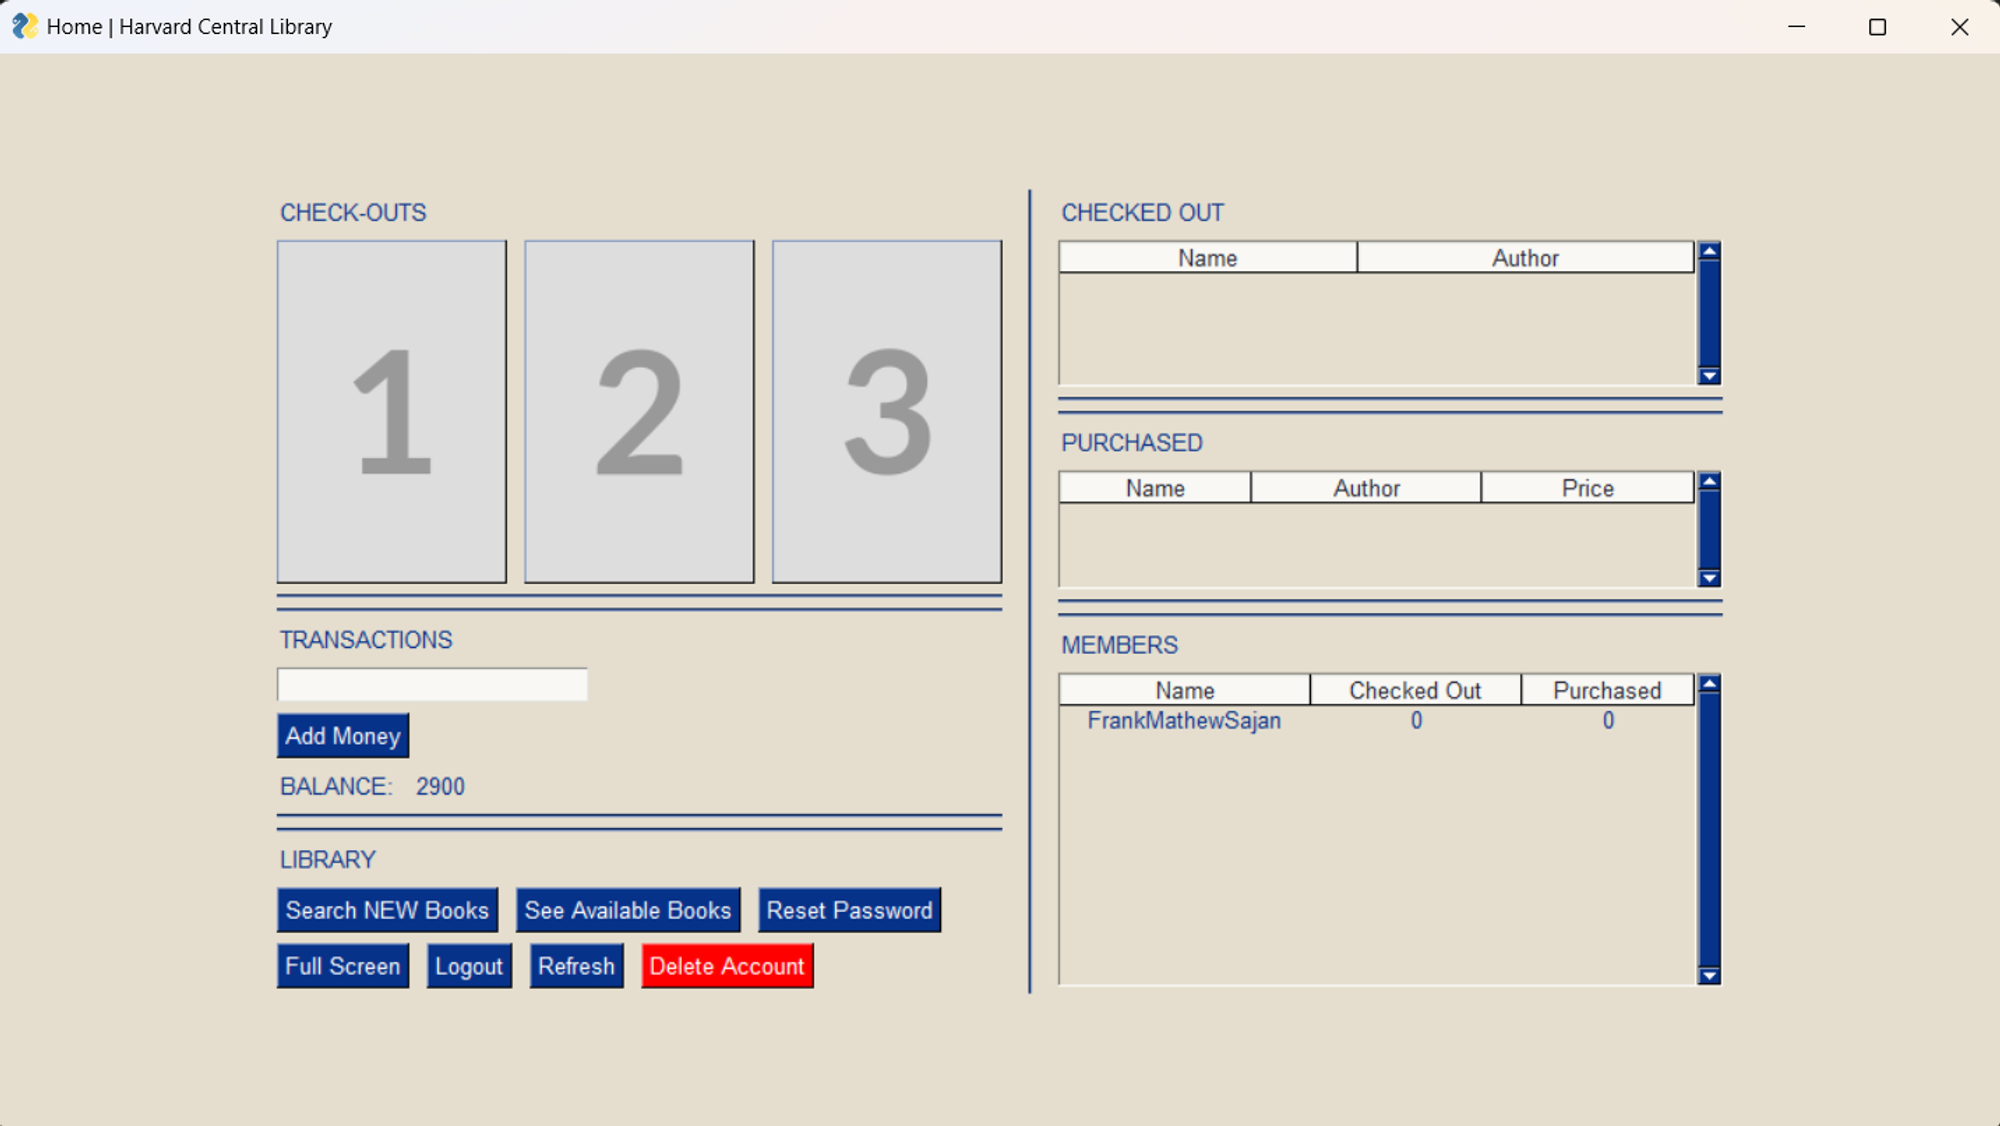 Home | Harvard Central Library
CHECK-OUTS
1 2 3
TRANSACTIONS
Add Money
BALANCE: 2900
LIBRARY
Search NEW Books See Available Books Reset Password
Full Screen Logout Refresh Delete Account
CHECKED OUT
Name Author
PURCHASED
Name Author Price
MEMBERS
Name Checked Out Purchased
FrankMathewSajan 0 0